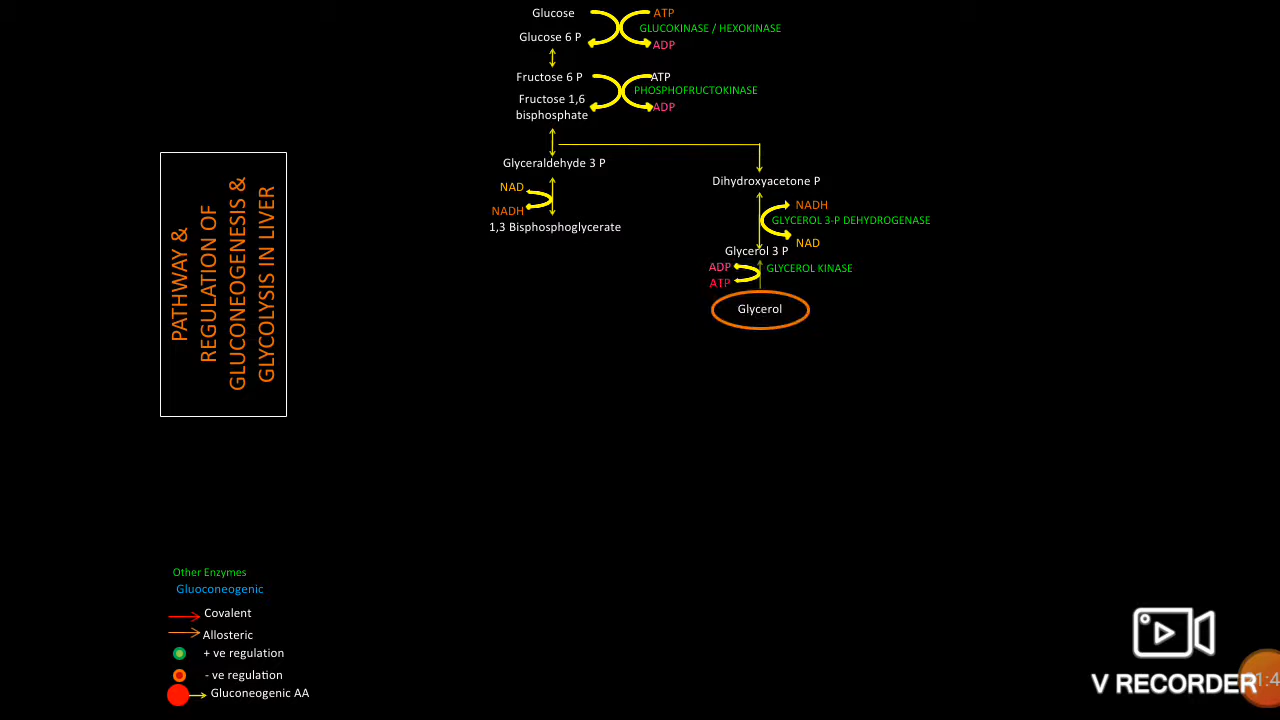 Glucose
ATP
GLUCOKINASE / HEXOKINASE
Glucose 6 P
ADP
Fructose 6 P
ATP
PHOSPHOFRUCTOKINASE
Fructose 1,6
bisphosphate
ADP
Glyceraldehyde 3 P
Dihydroxyacetone P
NAD
NADH
NADH
GLYCEROL 3-P DEHYDROGENASE
1,3 Bisphosphoglycerate
NAD
Glycerol 3 P
ADP
GLYCEROL KINASE
ATP
Glycerol
PATHWAY &
REGULATION OF
GLUCONEOGENESIS &
GLYCOLYSIS IN LIVER
Other Enzymes
Gluoconeogenic
Covalent
Allosteric
+ ve regulation
- ve regulation
Gluconeogenic AA
V RECORDER